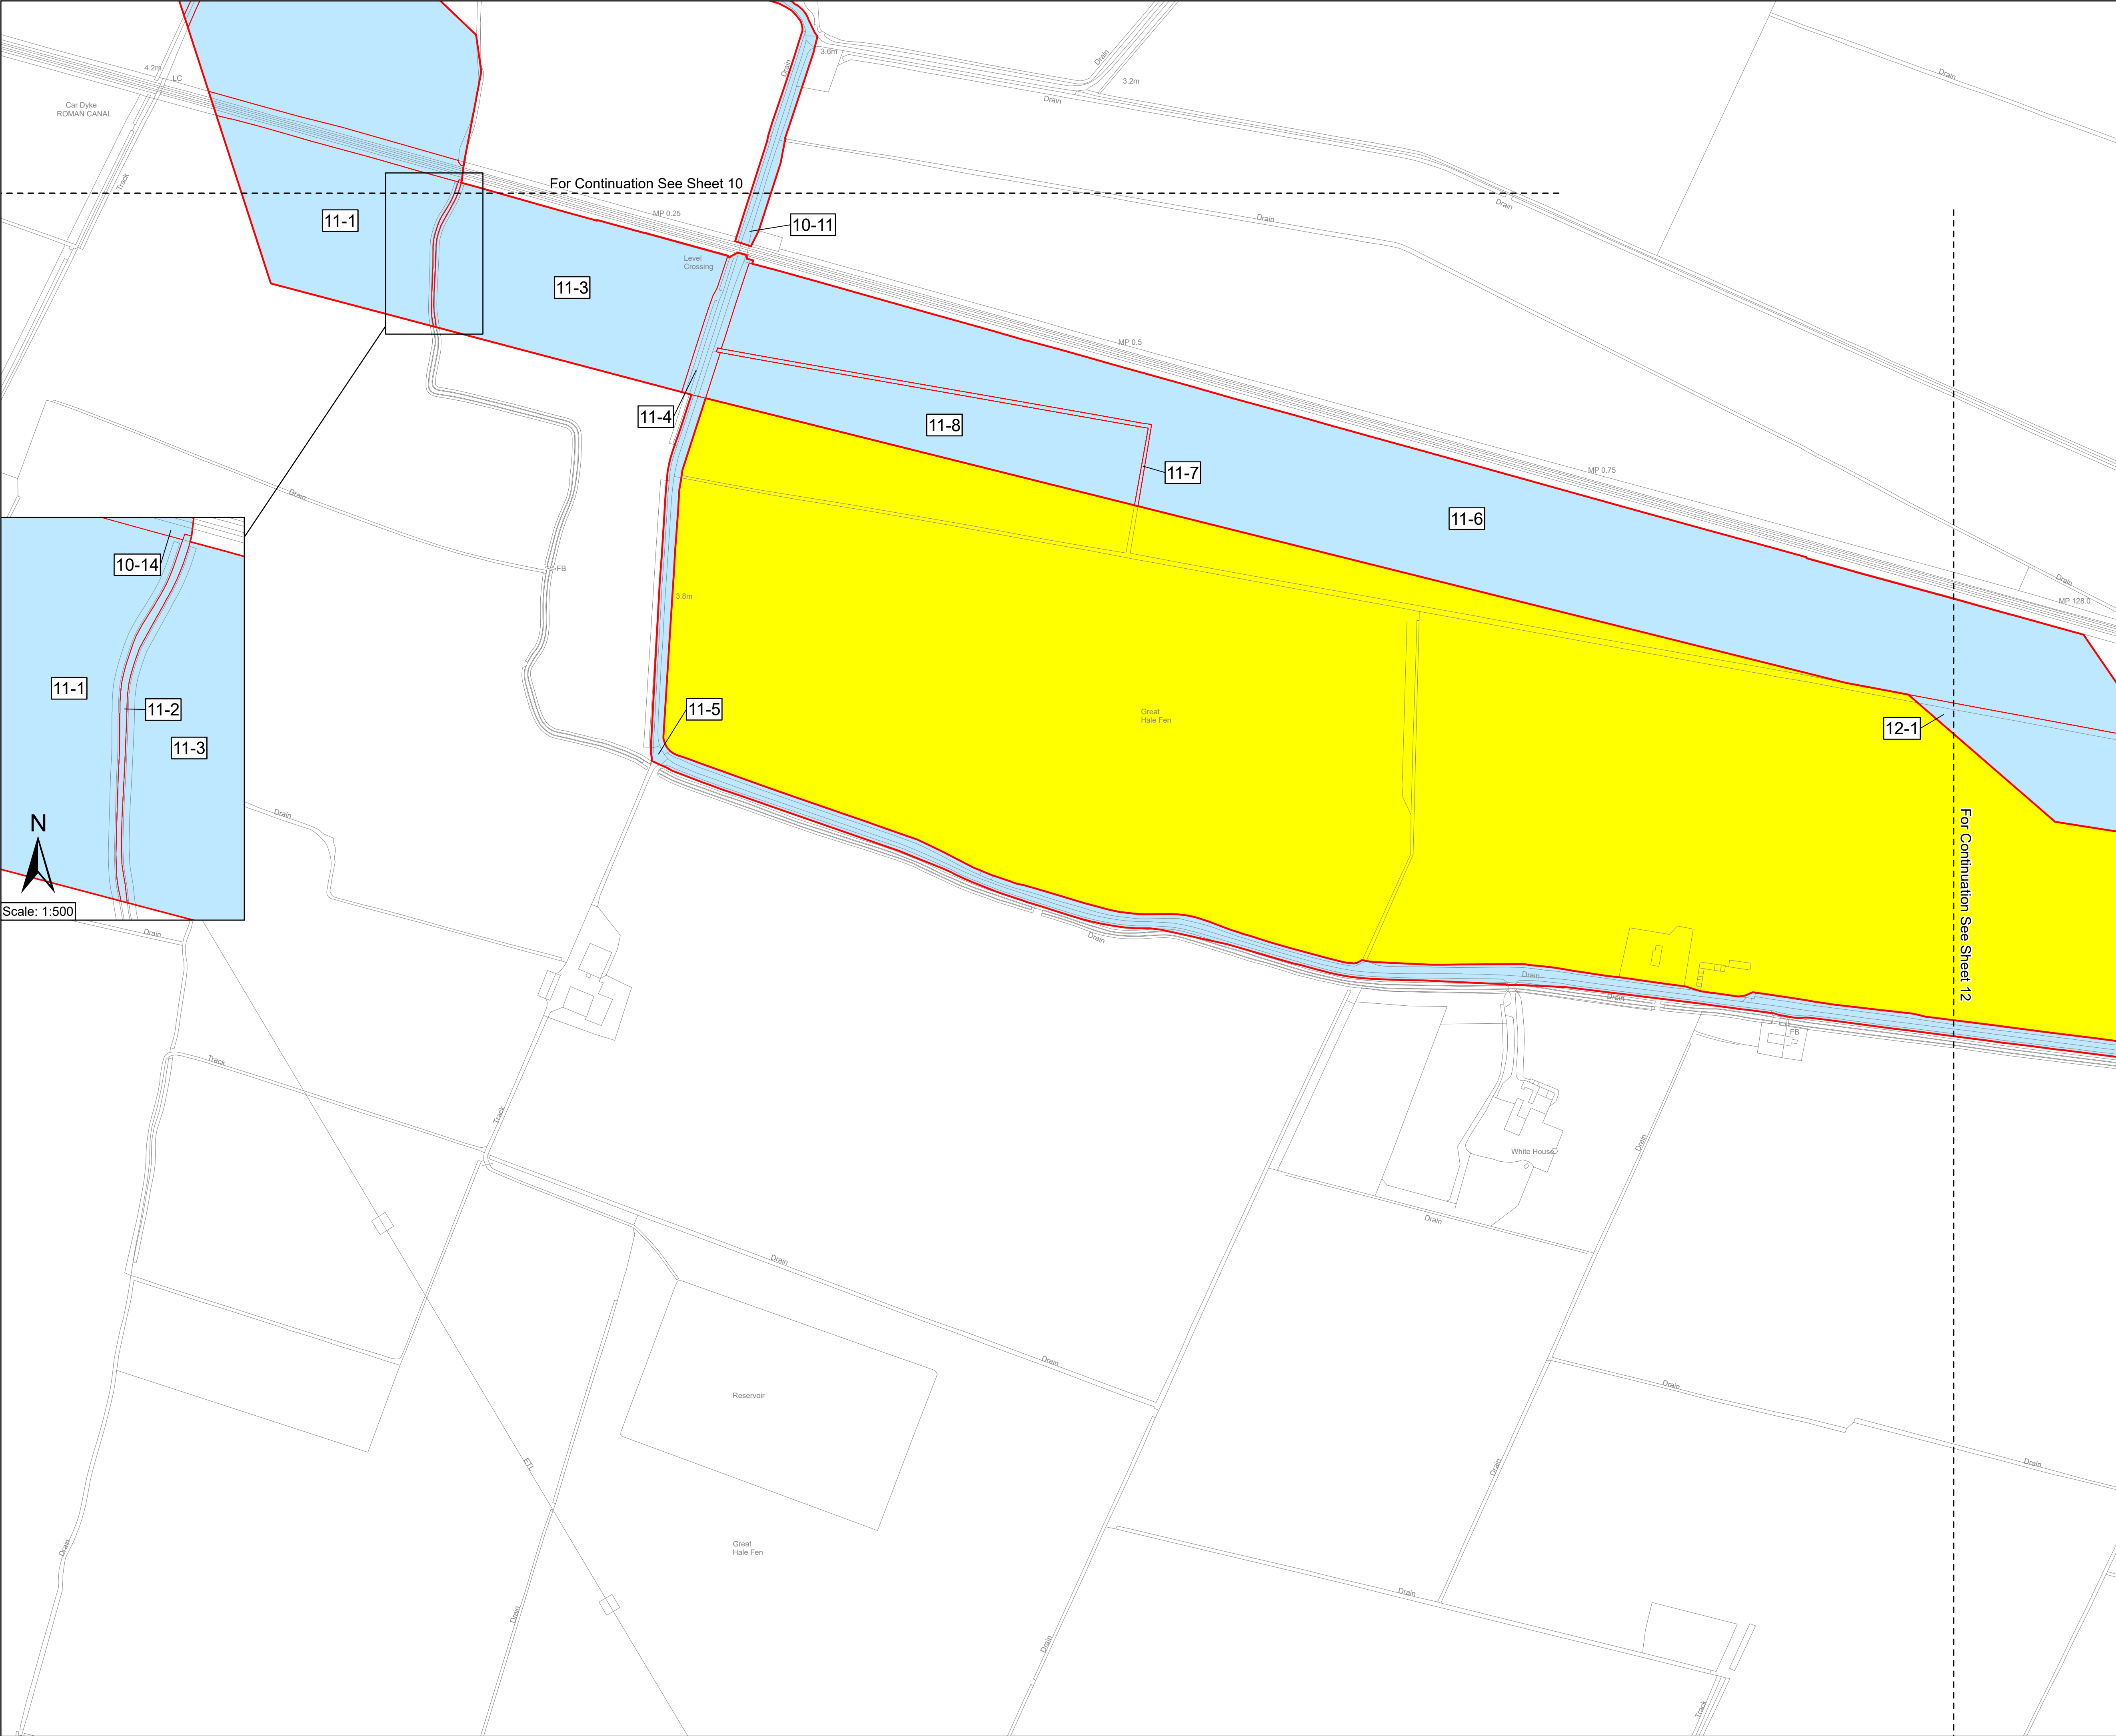 4.2m
LC
Car Dyke
ROMAN CANAL
Track
Drain
3.6m
Drain
3.2m
Drain
Drain
For Continuation See Sheet 10
MP 0.25
10-11
11-1
Level
Crossing
11-3
Drain
Drain
MP 0.5
11-4
11-8
11-7
MP 0.75
11-6
Drain
FB
3.8m
Drain
MP 128.0
10-14
11-1
11-2
11-3
N
Scale: 1:500
11-5
Great
Hale Fen
12-1
For Continuation See Sheet 12
Drain
Drain
Drain
Drain
Drain
FB
Track
Track
White House
Drain
Drain
Drain
Drain
Drain
Reservoir
ETL
Drain
Drain
Drain
Great
Hale Fen
Drain
Drain
Drain
Drain
Track